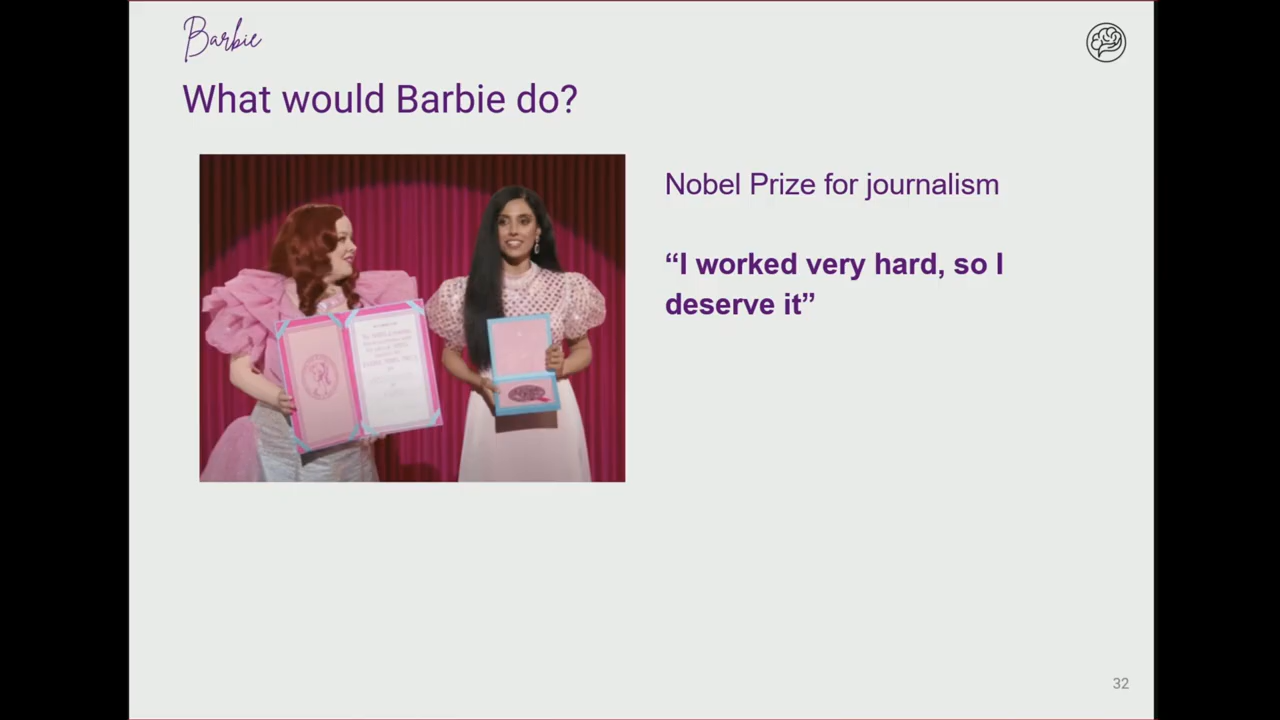 Barbie
What would Barbie do?
Nobel Prize for journalism
“I worked very hard, so I
deserve it”
32